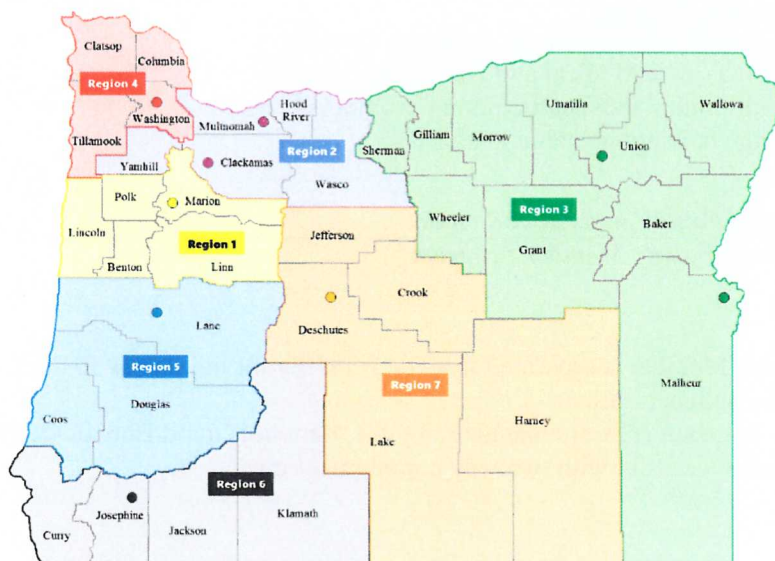 Clatsop
Columbia
Region 4
Washington
Tillamook
Multnomah
Hood
River
Region 2
Clackamas
Yamhill
Wasco
Sherman
Gilliam
Morrow
Umatilla
Wallowa
Union
Polk
Marion
Lincoln
Region 1
Benton
Linn
Jefferson
Wheeler
Region 3
Grant
Baker
Crook
Deschutes
Lane
Region 5
Douglas
Coos
Region 7
Lake
Harney
Malheur
Region 6
Josephine
Curry
Jackson
Klamath